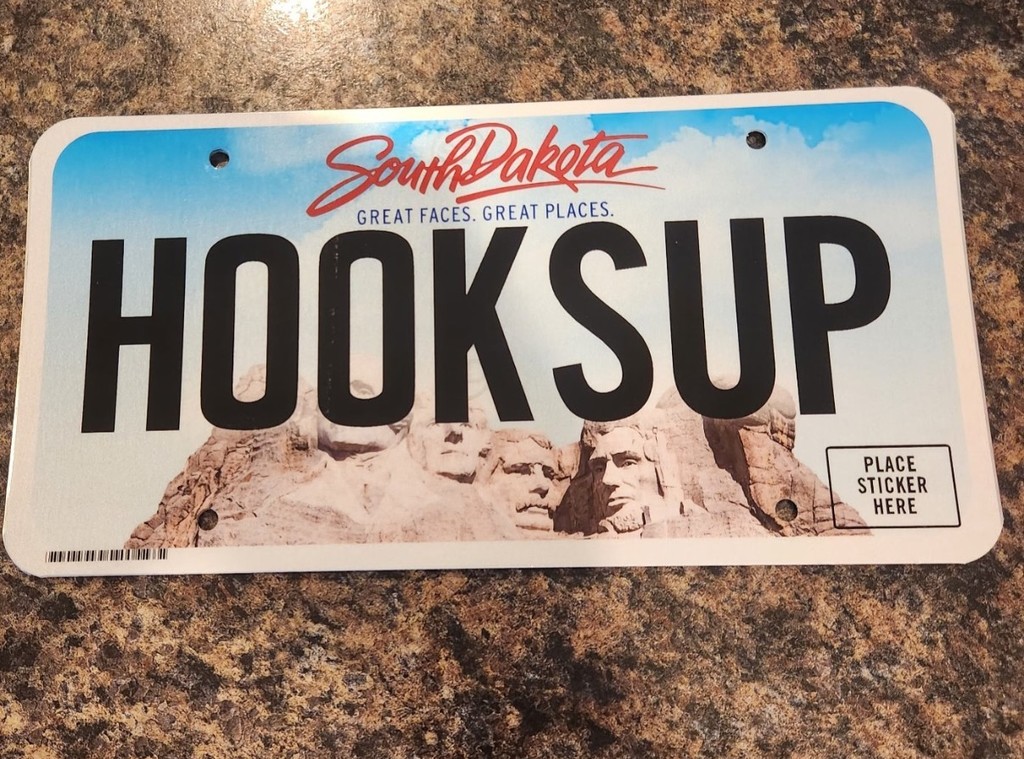 South Dakota
GREAT FACES. GREAT PLACES.
HOOKSUP
PLACE
STICKER
HERE